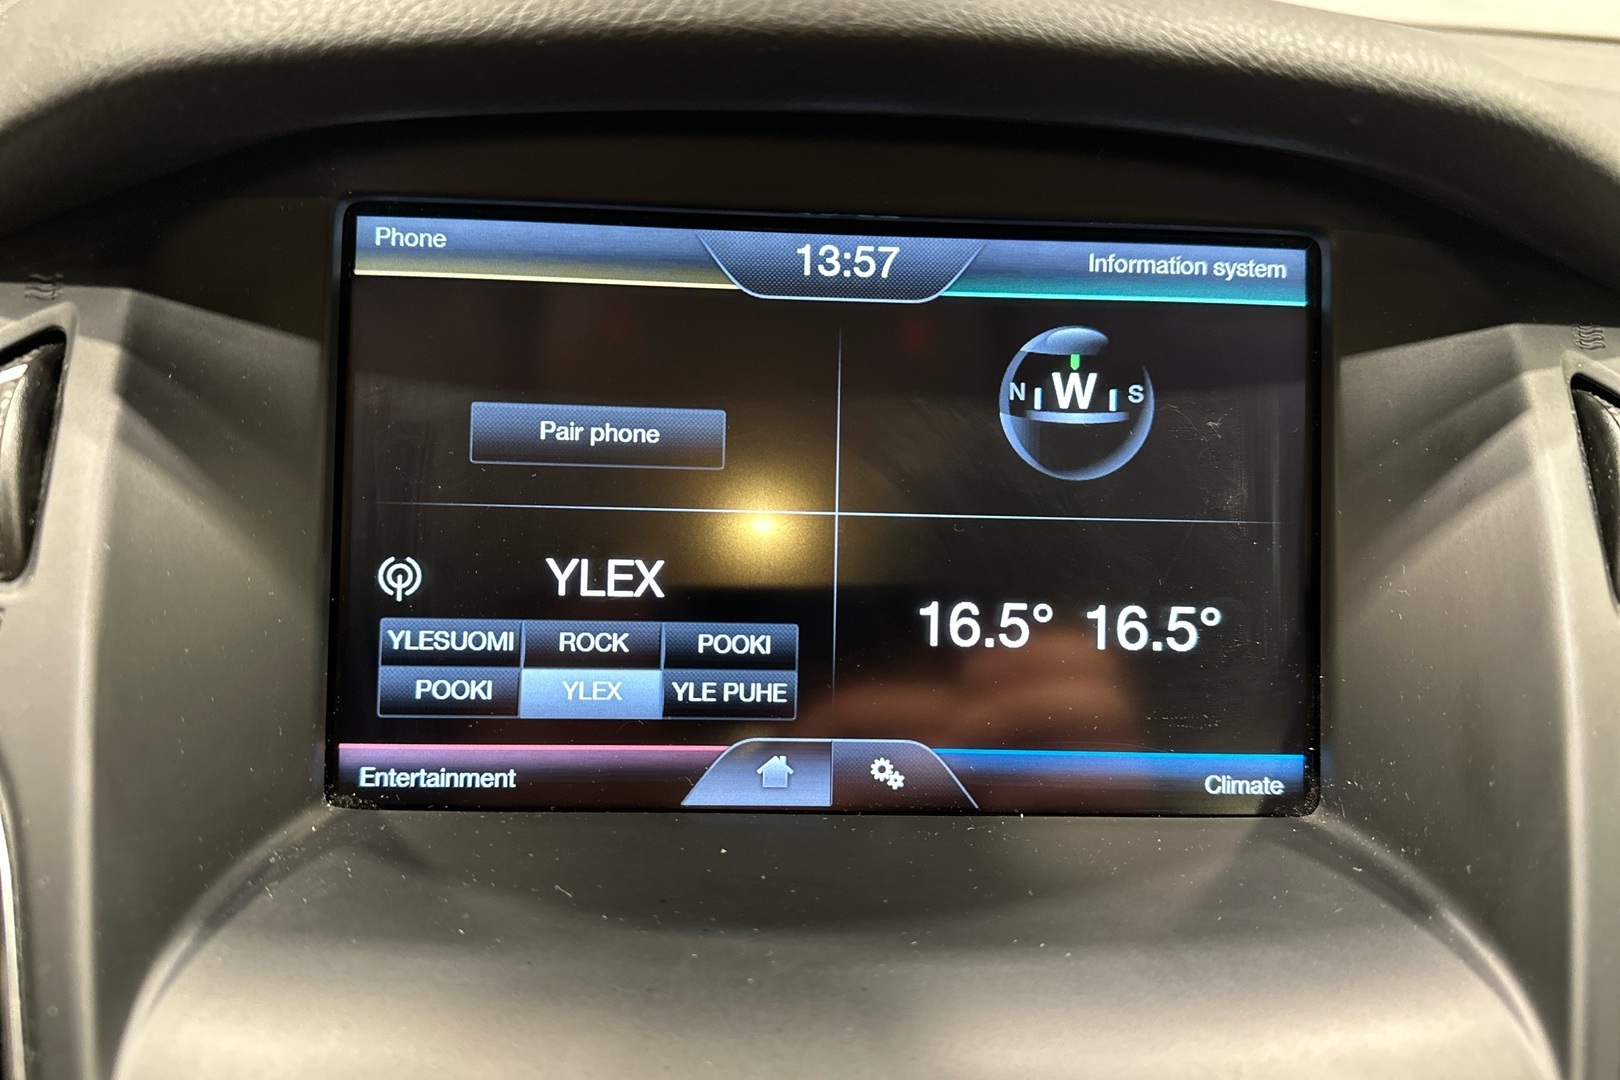 Phone
13:57
Information system
Pair phone
N W S
YLEX
YLESUOMI ROCK POOKI
POOKI YLEX YLE PUHE
16.5° 16.5°
Entertainment
Climate